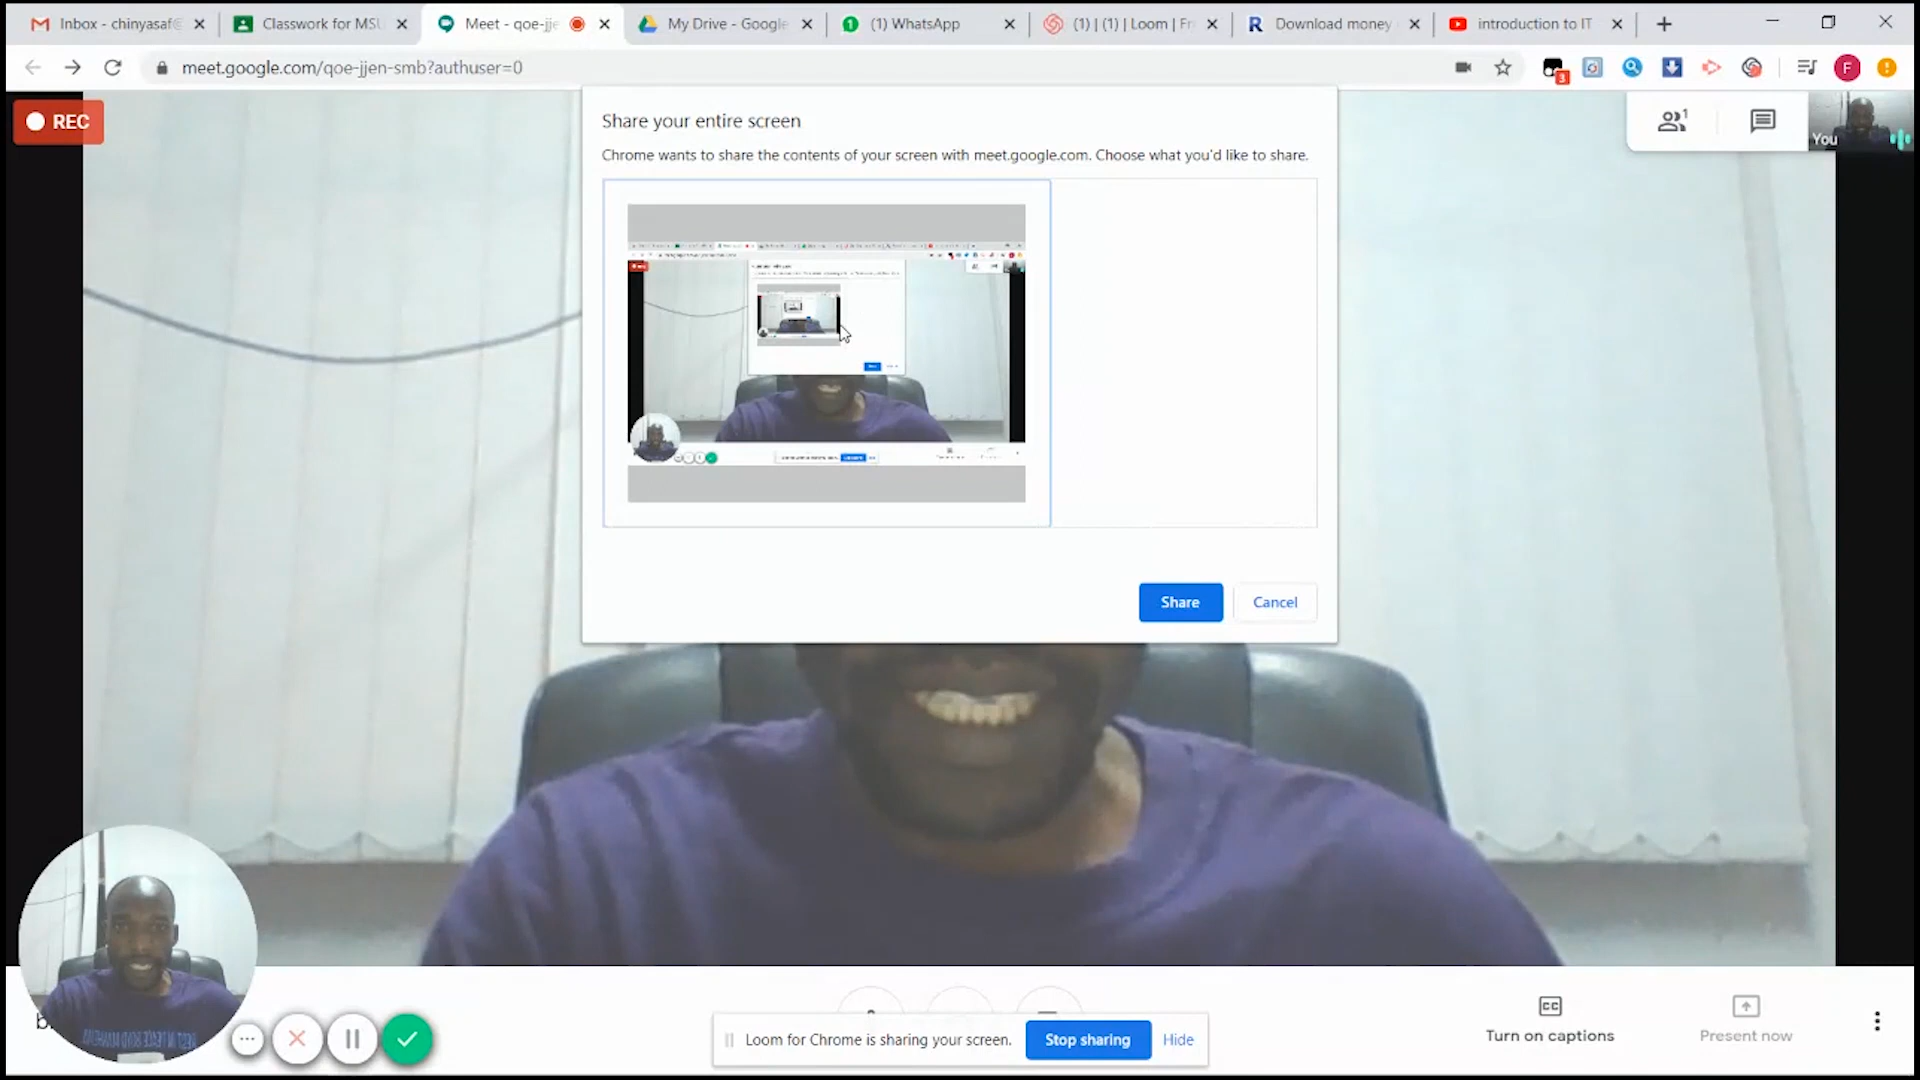 Inbox - chinyasaf@
Classwork for MSU
Meet - qoe-jje
My Drive - Google
(1) WhatsApp
(1) | (1) | Loom | Fr
Download money
introduction to IT
meet.google.com/qoe-jjen-smb?authuser=0
3
F
REC
1
You
Share your entire screen
Chrome wants to share the contents of your screen with meet.google.com. Choose what you'd like to share.
Share
Cancel
Loom for Chrome is sharing your screen.
Stop sharing
Hide
CC
Turn on captions
Present now